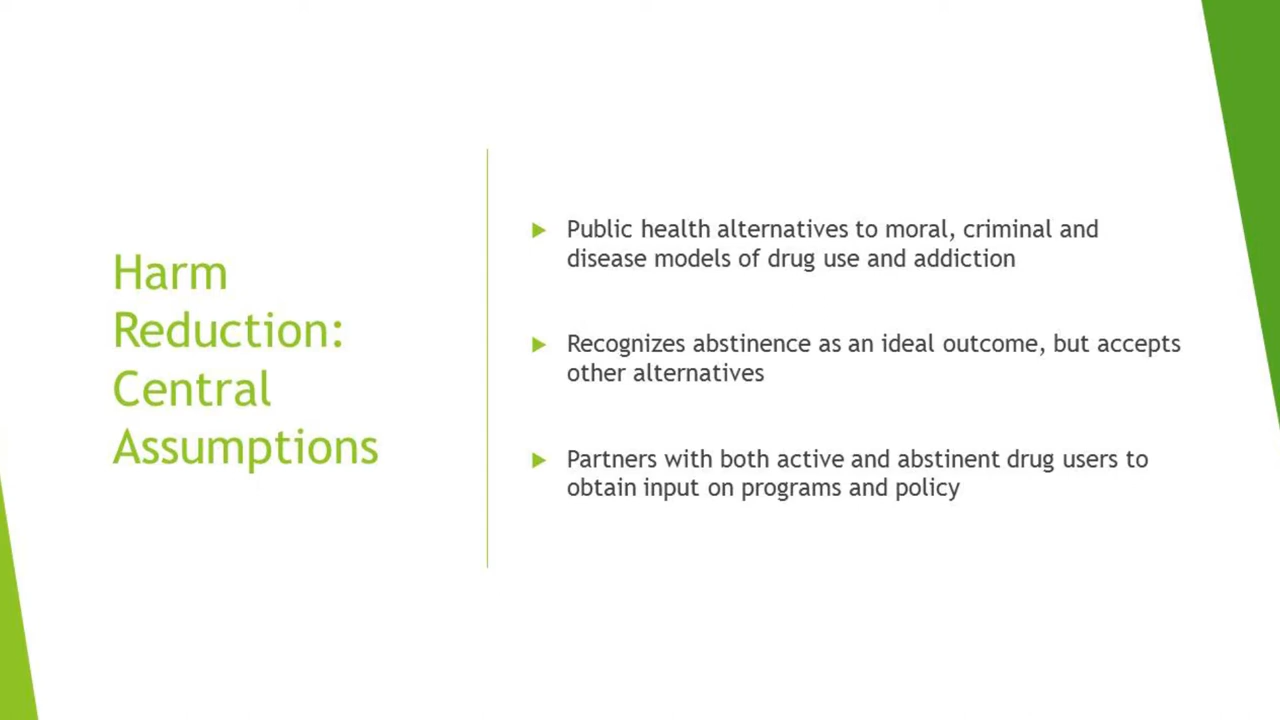 Harm
Reduction:
Central
Assumptions
Public health alternatives to moral, criminal and
disease models of drug use and addiction
Recognizes abstinence as an ideal outcome, but accepts
other alternatives
Partners with both active and abstinent drug users to
obtain input on programs and policy